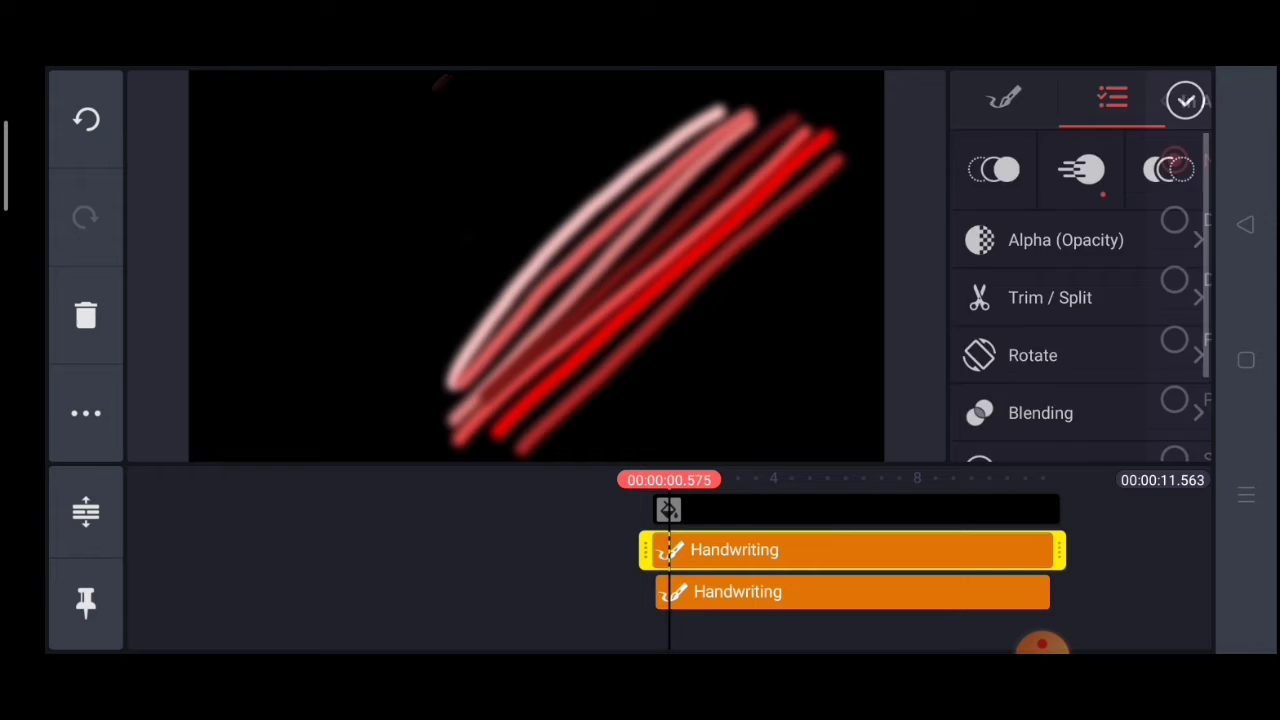 Alpha (Opacity)
Trim / Split
Rotate
Blending
00:00:00.575
4
8
00:00:11.563
Handwriting
Handwriting